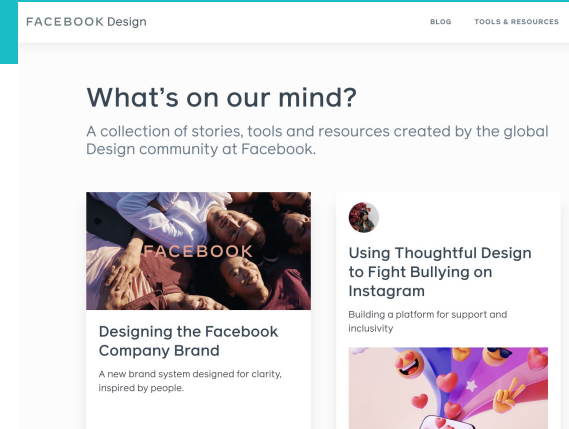 FACEBOOK Design
BLOG TOOLS & RESOURCES
What's on our mind?
A collection of stories, tools and resources created by the global
Design community at Facebook.
FACEBOOK
Designing the Facebook
Company Brand
A new brand system designed for clarity,
inspired by people.
Using Thoughtful Design
to Fight Bullying on
Instagram
Building a platform for support and
inclusivity